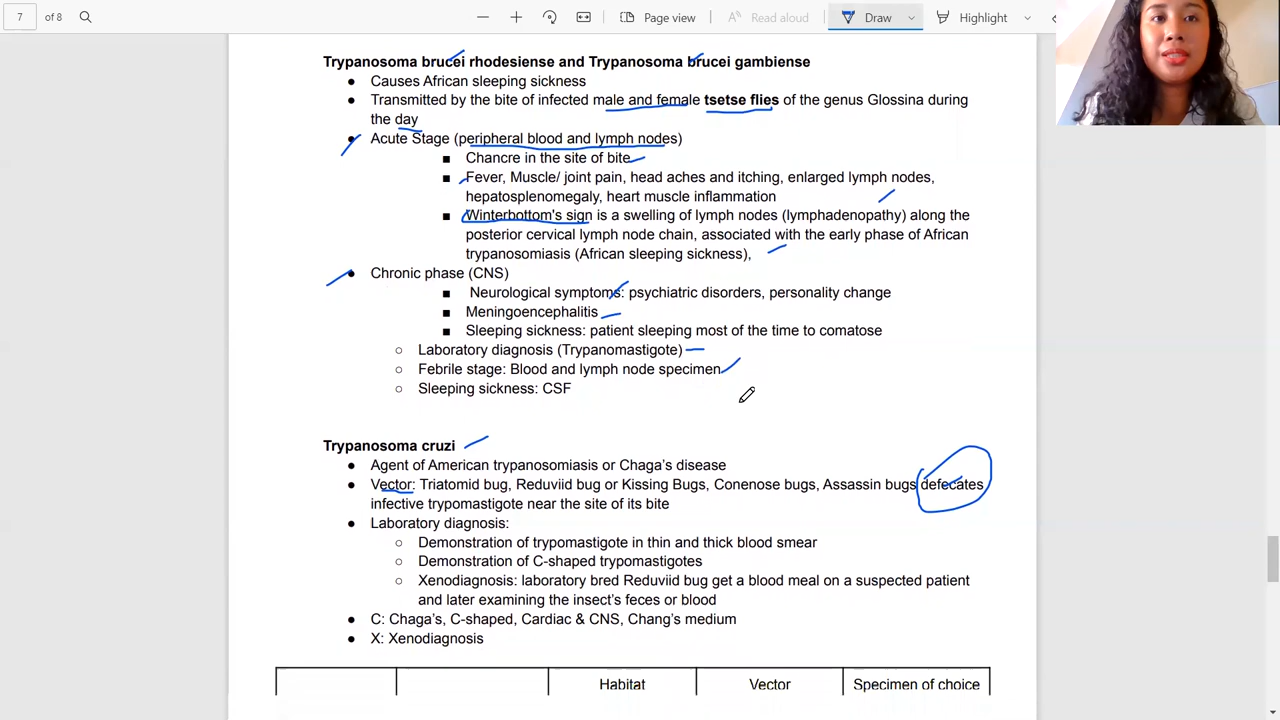 7 of 8 Page view Read aloud Draw Highlight
Trypanosoma brucei rhodesiense and Trypanosoma brucei gambiense
● Causes African sleeping sickness
● Transmitted by the bite of infected male and female tsetse flies of the genus Glossina during
the day
● Acute Stage (peripheral blood and lymph nodes)
■ Chancre in the site of bite
■ Fever, Muscle/ joint pain, head aches and itching, enlarged lymph nodes,
hepatosplenomegaly, heart muscle inflammation
■ Winterbottom's sign is a swelling of lymph nodes (lymphadenopathy) along the
posterior cervical lymph node chain, associated with the early phase of African
trypanosomiasis (African sleeping sickness),
● Chronic phase (CNS)
■ Neurological symptoms: psychiatric disorders, personality change
■ Meningoencephalitis
■ Sleeping sickness: patient sleeping most of the time to comatose
○ Laboratory diagnosis (Trypanomastigote)
○ Febrile stage: Blood and lymph node specimen
○ Sleeping sickness: CSF
Trypanosoma cruzi
● Agent of American trypanosomiasis or Chaga's disease
● Vector: Triatomid bug, Reduviid bug or Kissing Bugs, Conenose bugs, Assassin bugs defecates
infective trypomastigote near the site of its bite
● Laboratory diagnosis:
○ Demonstration of trypomastigote in thin and thick blood smear
○ Demonstration of C-shaped trypomastigotes
○ Xenodiagnosis: laboratory bred Reduviid bug get a blood meal on a suspected patient
and later examining the insect's feces or blood
● C: Chaga's, C-shaped, Cardiac & CNS, Chang's medium
● X: Xenodiagnosis
Habitat Vector Specimen of choice